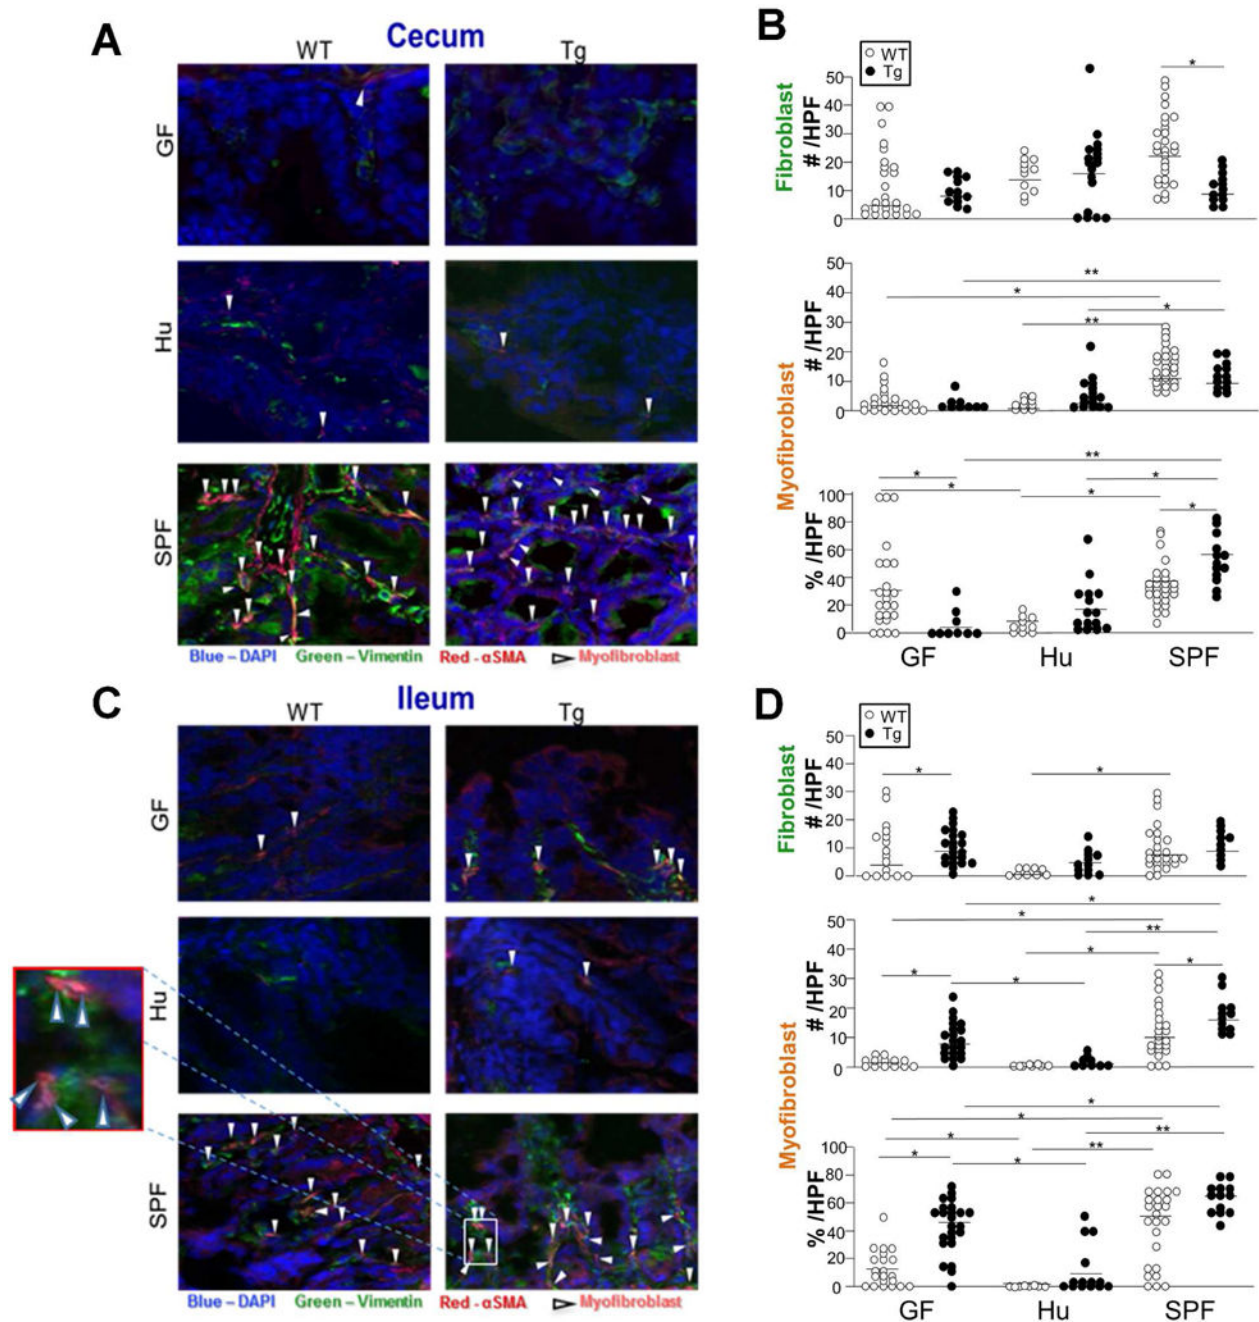 A
Cecum
WT
Tg
GF
Hu
SPF
Blue – DAPI Green – Vimentin Red - αSMA Myofibroblast
B
WT
Tg
Fibroblast
# /HPF
50
40
30
20
10
0
*
Myofibroblast
# /HPF
50
40
30
20
10
0
**
*
*
**
% /HPF
100
80
60
40
20
0
**
*
*
*
*
*
GF Hu SPF
C
Ileum
WT
Tg
GF
Hu
SPF
Blue – DAPI Green – Vimentin Red - αSMA Myofibroblast
D
WT
Tg
Fibroblast
# /HPF
50
40
30
20
10
0
*
*
Myofibroblast
# /HPF
50
40
30
20
10
0
*
*
**
*
*
*
*
% /HPF
100
80
60
40
20
0
*
*
**
*
**
*
*
GF Hu SPF